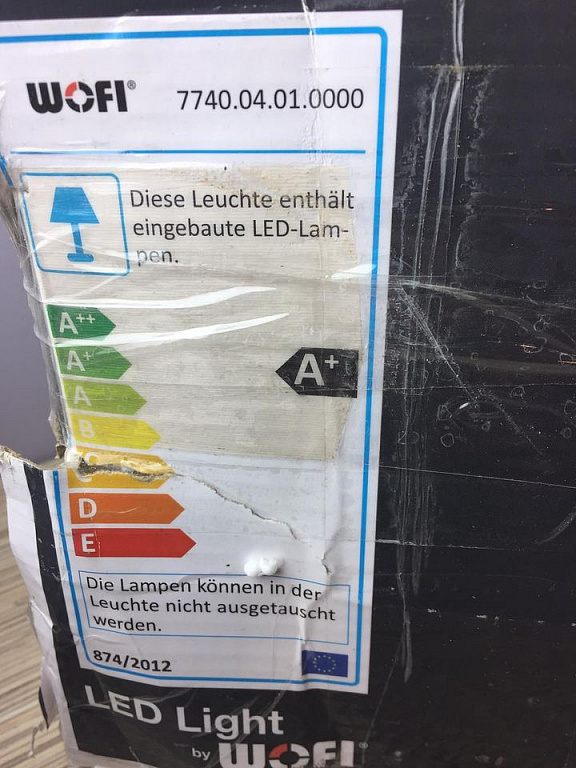 WOFI®
7740.04.01.0000
Diese Leuchte enthält
eingebaute LED-Lam-
pen.
A++
A+
A+
A
B
C
D
E
Die Lampen können in der
Leuchte nicht ausgetauscht
werden.
874/2012
LED Light
by WOFI®